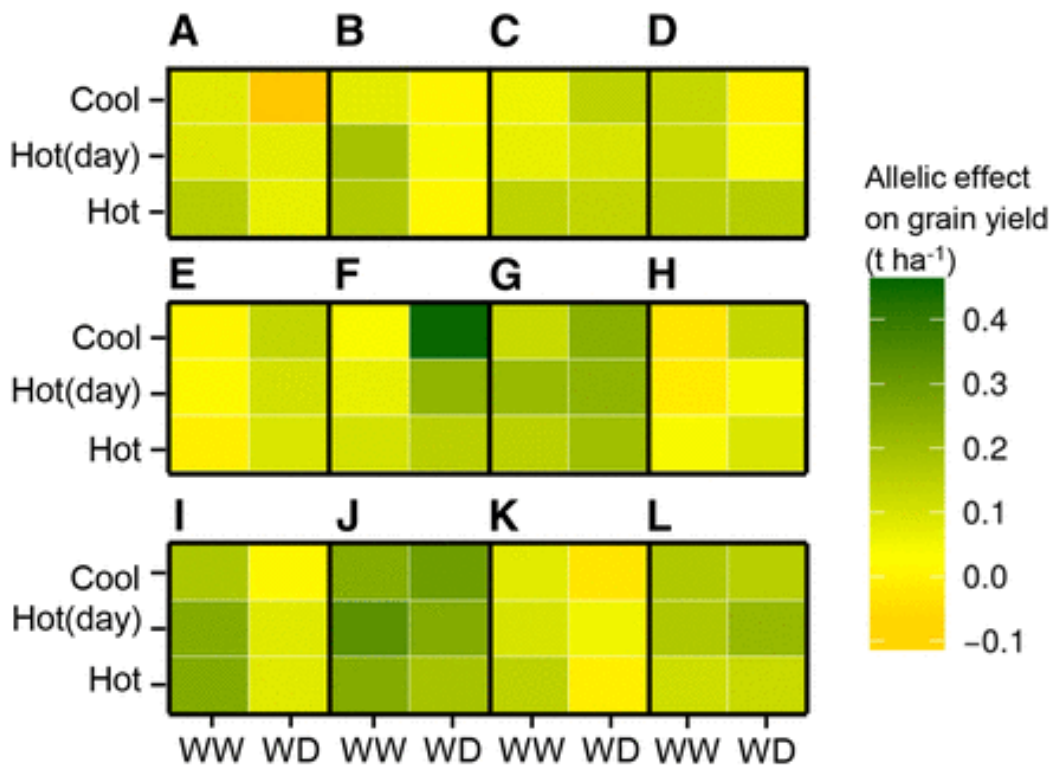 A B C D
Cool
Hot(day)
Hot
Allelic effect
on grain yield
(t ha⁻¹)
E F G H
Cool
Hot(day)
Hot
0.4
0.3
0.2
0.1
0.0
−0.1
I J K L
Cool
Hot(day)
Hot
WW WD WW WD WW WD WW WD